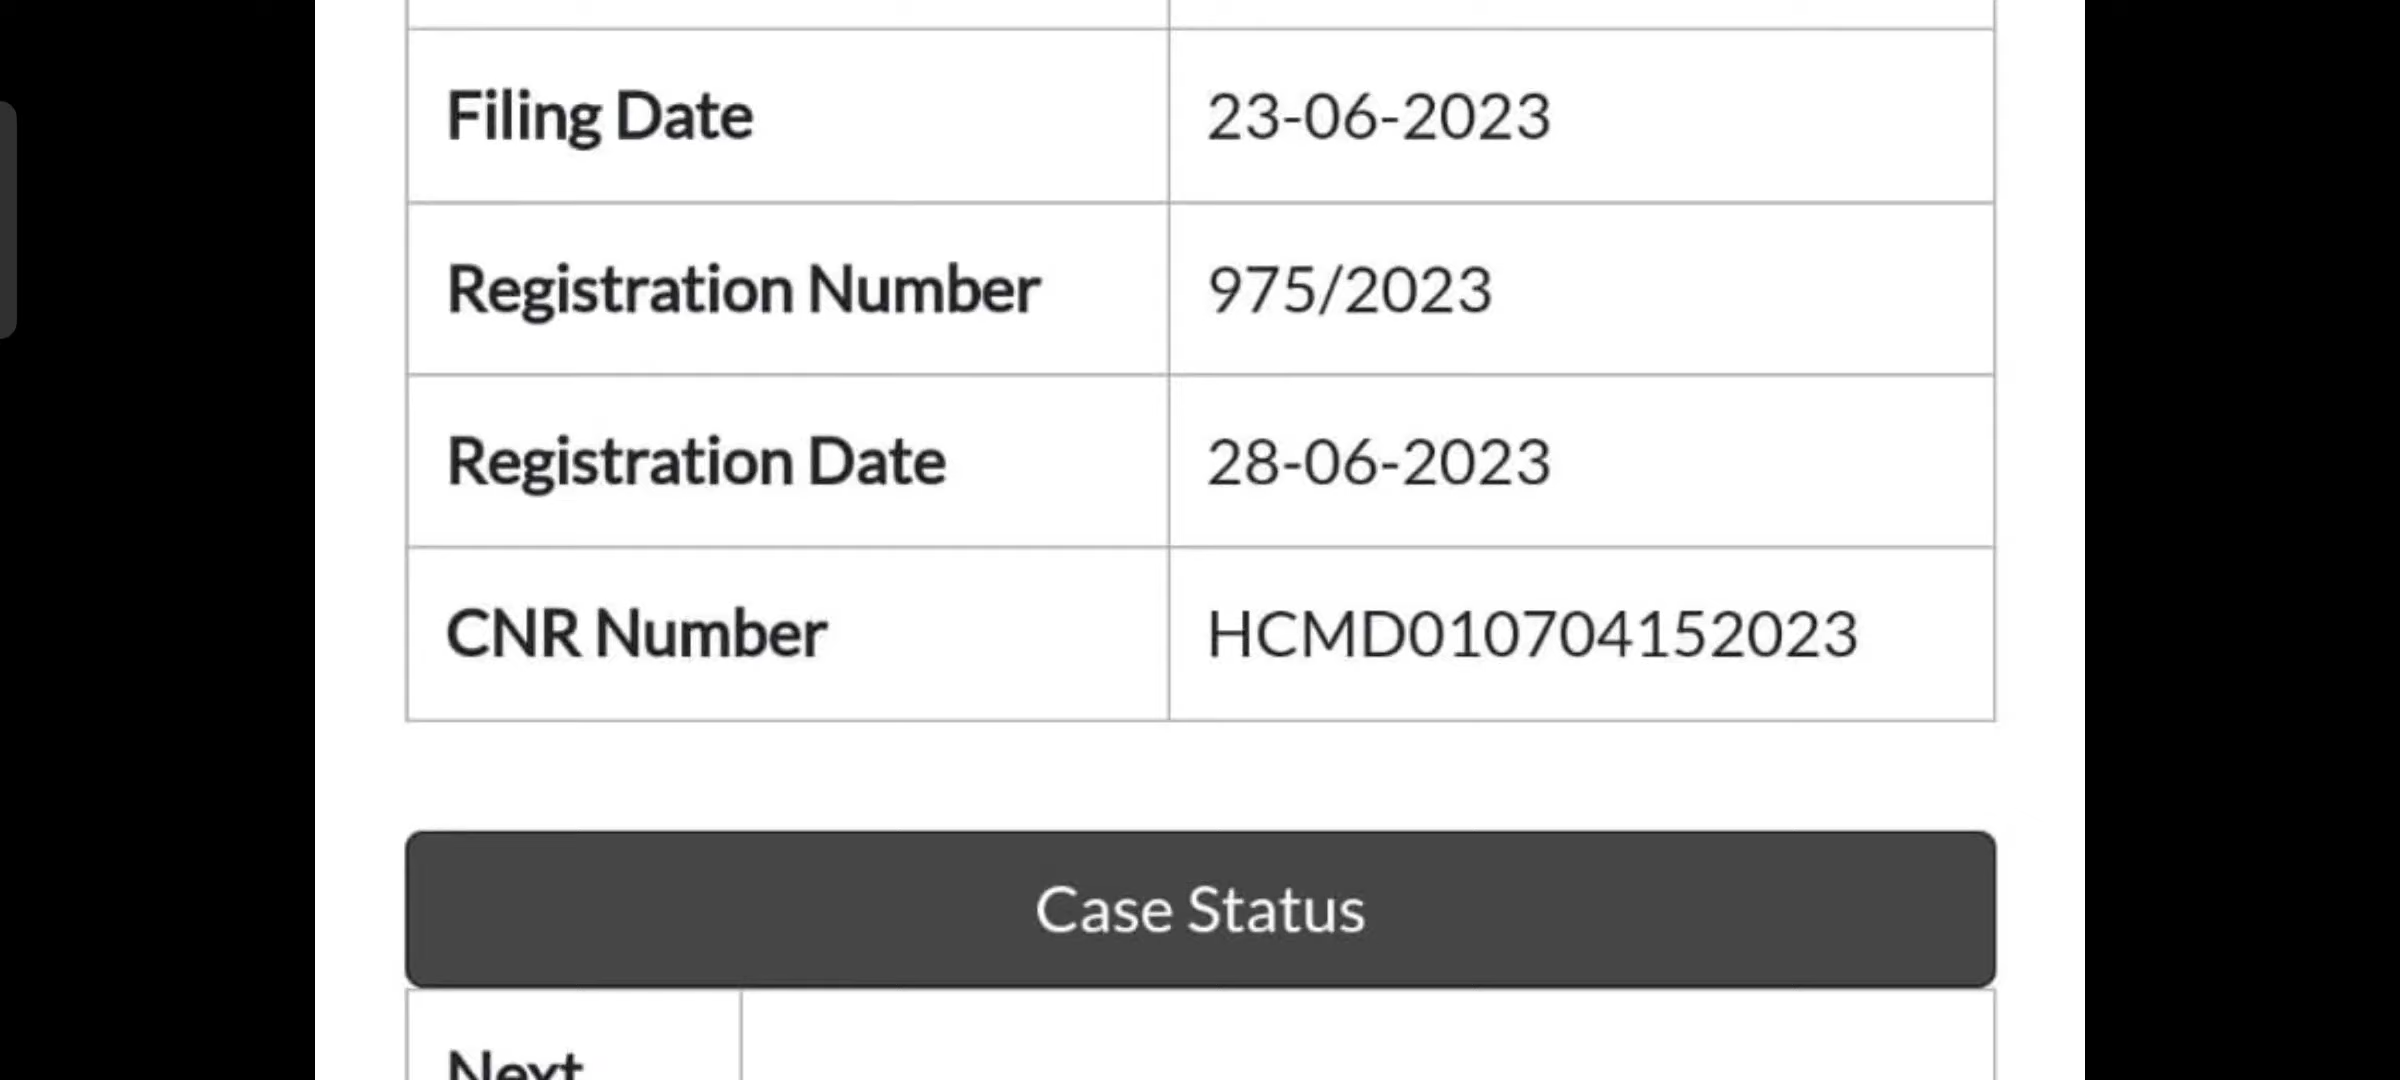 Filing Date 23-06-2023
Registration Number 975/2023
Registration Date 28-06-2023
CNR Number HCMD010704152023
Case Status
Next